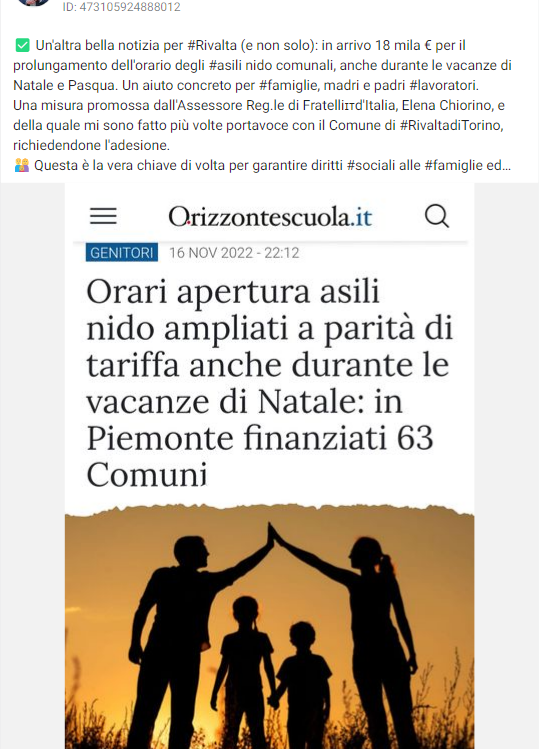 ID: 473105924888012
✅ Un'altra bella notizia per #Rivalta (e non solo): in arrivo 18 mila € per il
prolungamento dell'orario degli #asili nido comunali, anche durante le vacanze di
Natale e Pasqua. Un aiuto concreto per #famiglie, madri e padri #lavoratori.
Una misura promossa dall'Assessore Reg.le di Fratelliᴛᴛd'Italia, Elena Chiorino, e
della quale mi sono fatto più volte portavoce con il Comune di #RivaltadiTorino,
richiedendone l'adesione.
👨‍👩‍👧‍👦 Questa è la vera chiave di volta per garantire diritti #sociali alle #famiglie ed...
Orizzontescuola.it
GENITORI 16 NOV 2022 - 22:12
Orari apertura asili
nido ampliati a parità di
tariffa anche durante le
vacanze di Natale: in
Piemonte finanziati 63
Comuni